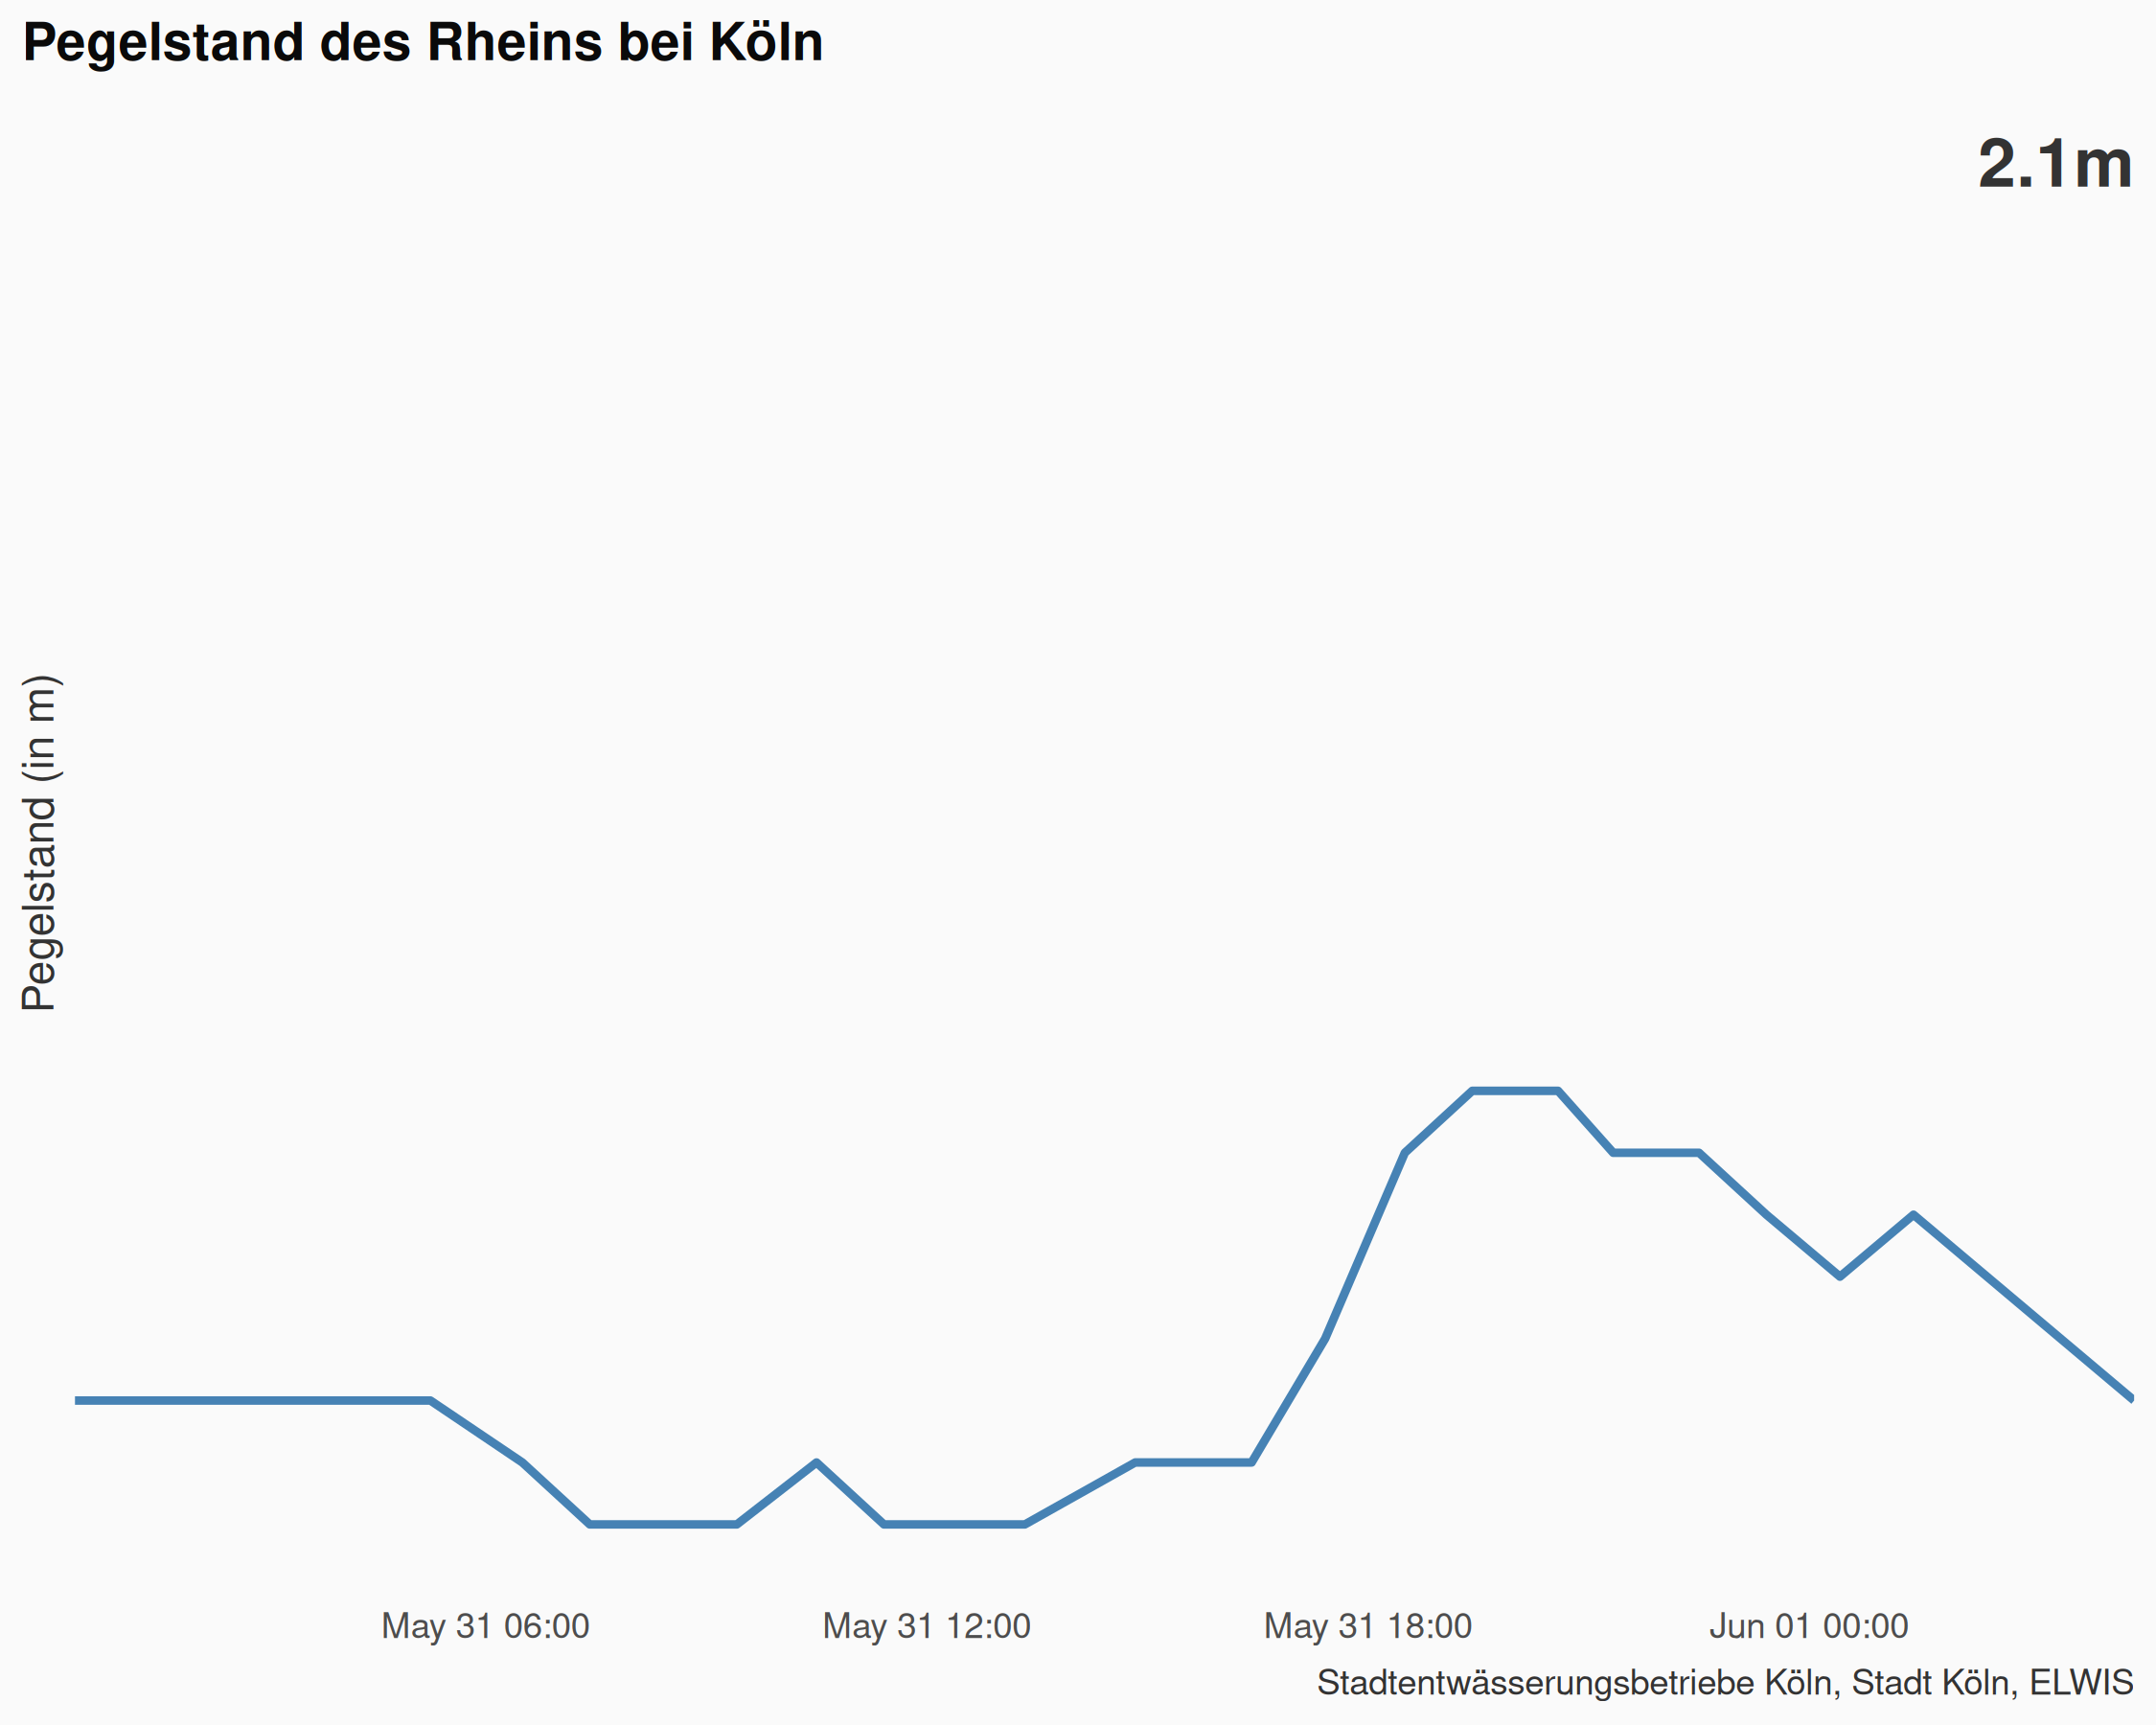 Pegelstand des Rheins bei Köln
2.1m
Pegelstand (in m)
May 31 06:00
May 31 12:00
May 31 18:00
Jun 01 00:00
Stadtentwässerungsbetriebe Köln, Stadt Köln, ELWIS